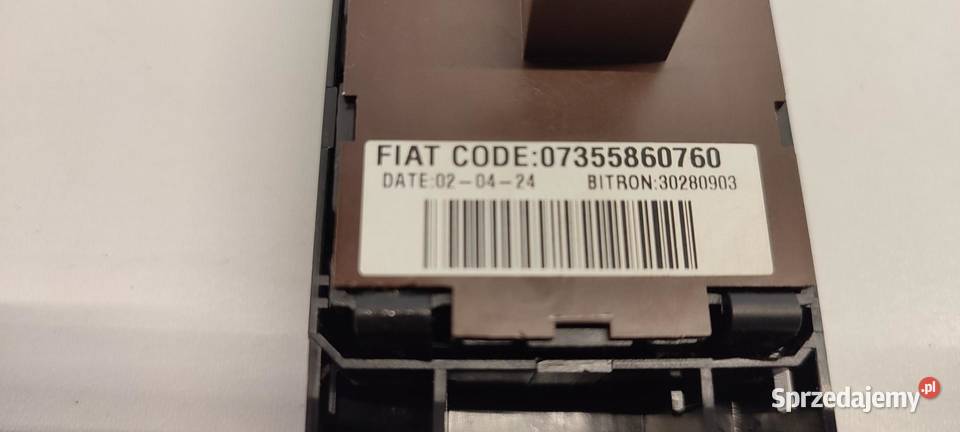 FIAT CODE:07355860760
DATE:02-04-24 BITRON:30280903
Sprzedajemy.pl